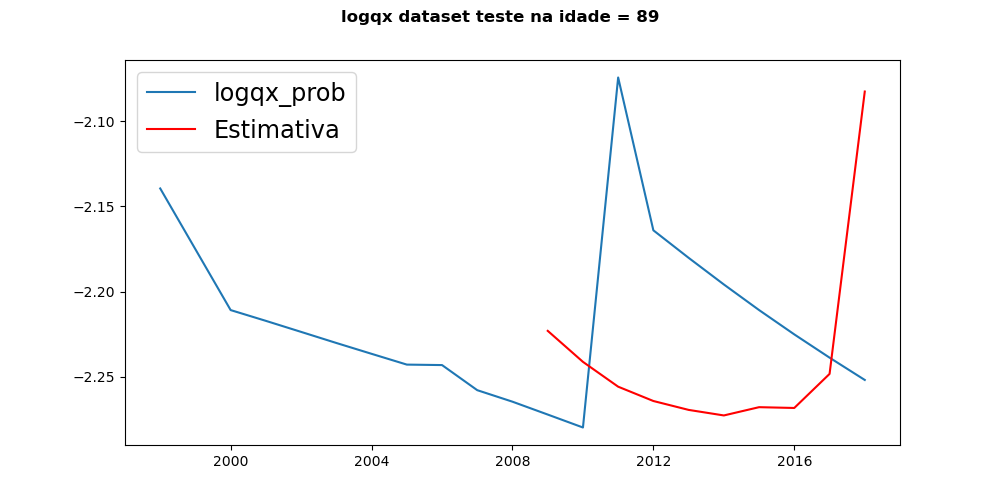 logqx dataset teste na idade = 89
logqx_prob
Estimativa
−2.10
−2.15
−2.20
−2.25
2000 2004 2008 2012 2016